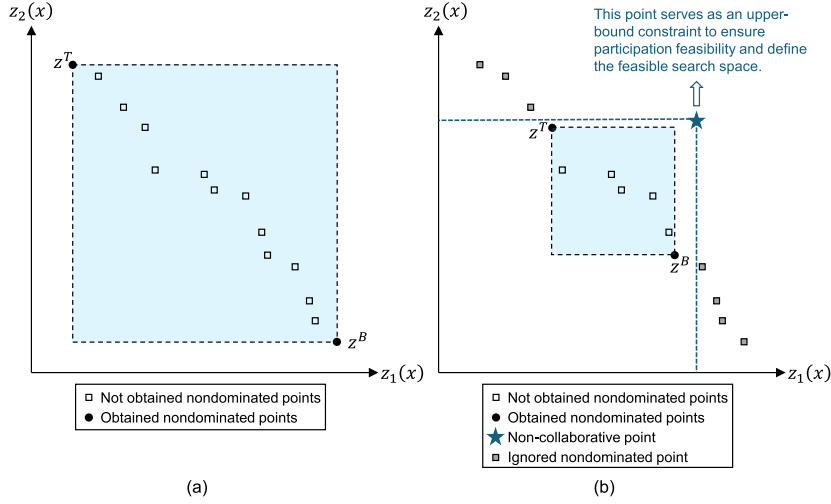 z₂(x)
z^T
z^B
z₁(x)
Not obtained nondominated points
Obtained nondominated points
(a)
z₂(x)
This point serves as an upper-
bound constraint to ensure
participation feasibility and define
the feasible search space.
z^T
z^B
z₁(x)
Not obtained nondominated points
Obtained nondominated points
Non-collaborative point
Ignored nondominated point
(b)